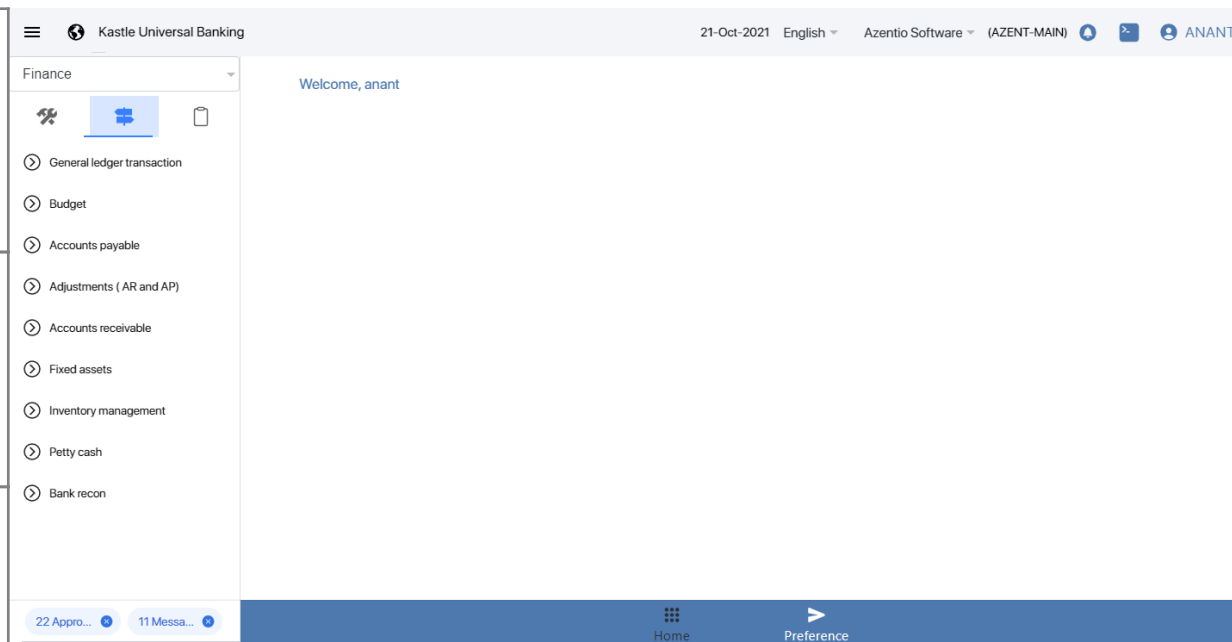 Kastle Universal Banking
21-Oct-2021 English Azentio Software (AZENT-MAIN) ANANT
Finance
Welcome, anant
General ledger transaction
Budget
Accounts payable
Adjustments ( AR and AP)
Accounts receivable
Fixed assets
Inventory management
Petty cash
Bank recon
22 Appro... 11 Messa...
Home Preference